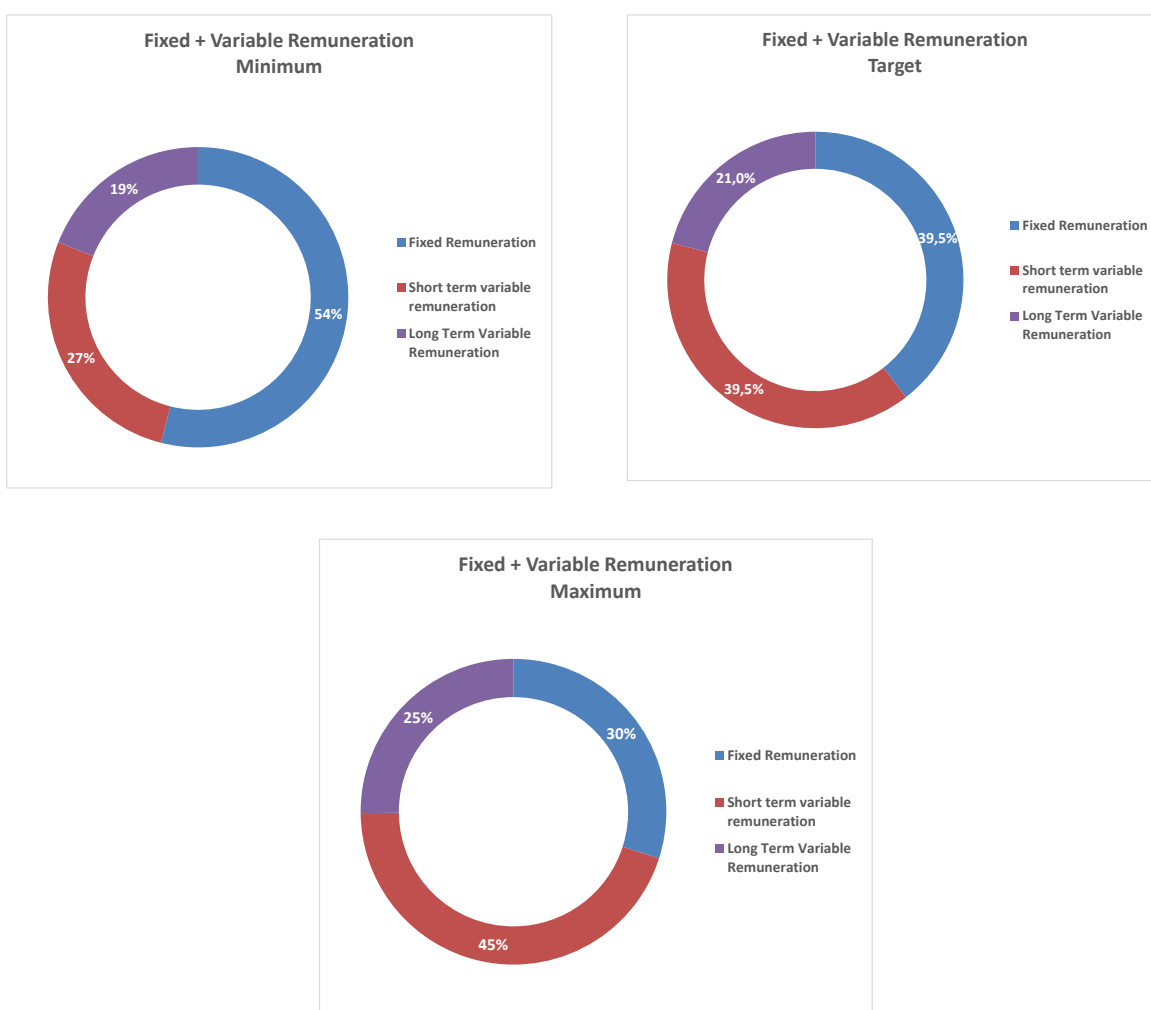 Fixed + Variable Remuneration
Minimum
19%
54%
27%
Fixed Remuneration
Short term variable
remuneration
Long Term Variable
Remuneration
Fixed + Variable Remuneration
Target
21,0%
39,5%
39,5%
Fixed Remuneration
Short term variable
remuneration
Long Term Variable
Remuneration
Fixed + Variable Remuneration
Maximum
25%
30%
45%
Fixed Remuneration
Short term variable
remuneration
Long Term Variable
Remuneration